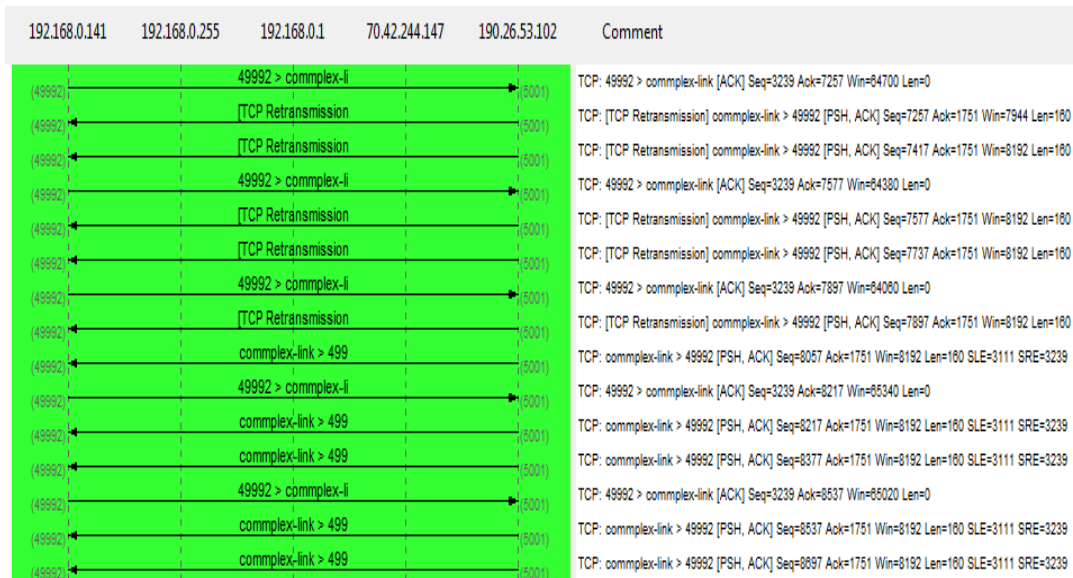 192.168.0.141 192.168.0.255 192.168.0.1 70.42.244.147 190.26.53.102 Comment
49992 > commplex-li TCP: 49992 > commplex-link [ACK] Seq=3239 Ack=7257 Win=64700 Len=0
(49992) (5001)
[TCP Retransmission TCP: [TCP Retransmission] commplex-link > 49992 [PSH, ACK] Seq=7257 Ack=1751 Win=7944 Len=160
(49992) (5001)
[TCP Retransmission TCP: [TCP Retransmission] commplex-link > 49992 [PSH, ACK] Seq=7417 Ack=1751 Win=8192 Len=160
(49992) (5001)
49992 > commplex-li TCP: 49992 > commplex-link [ACK] Seq=3239 Ack=7577 Win=64380 Len=0
(49992) (5001)
[TCP Retransmission TCP: [TCP Retransmission] commplex-link > 49992 [PSH, ACK] Seq=7577 Ack=1751 Win=8192 Len=160
(49992) (5001)
[TCP Retransmission TCP: [TCP Retransmission] commplex-link > 49992 [PSH, ACK] Seq=7737 Ack=1751 Win=8192 Len=160
(49992) (5001)
49992 > commplex-li TCP: 49992 > commplex-link [ACK] Seq=3239 Ack=7897 Win=64060 Len=0
(49992) (5001)
[TCP Retransmission TCP: [TCP Retransmission] commplex-link > 49992 [PSH, ACK] Seq=7897 Ack=1751 Win=8192 Len=160
(49992) (5001)
commplex-link > 499 TCP: commplex-link > 49992 [PSH, ACK] Seq=8057 Ack=1751 Win=8192 Len=160 SLE=3111 SRE=3239
(49992) (5001)
49992 > commplex-li TCP: 49992 > commplex-link [ACK] Seq=3239 Ack=8217 Win=65340 Len=0
(49992) (5001)
commplex-link > 499 TCP: commplex-link > 49992 [PSH, ACK] Seq=8217 Ack=1751 Win=8192 Len=160 SLE=3111 SRE=3239
(49992) (5001)
commplex-link > 499 TCP: commplex-link > 49992 [PSH, ACK] Seq=8377 Ack=1751 Win=8192 Len=160 SLE=3111 SRE=3239
(49992) (5001)
49992 > commplex-li TCP: 49992 > commplex-link [ACK] Seq=3239 Ack=8537 Win=65020 Len=0
(49992) (5001)
commplex-link > 499 TCP: commplex-link > 49992 [PSH, ACK] Seq=8537 Ack=1751 Win=8192 Len=160 SLE=3111 SRE=3239
(49992) (5001)
commplex-link > 499 TCP: commplex-link > 49992 [PSH, ACK] Seq=8697 Ack=1751 Win=8192 Len=160 SLE=3111 SRE=3239
(49992) (5001)